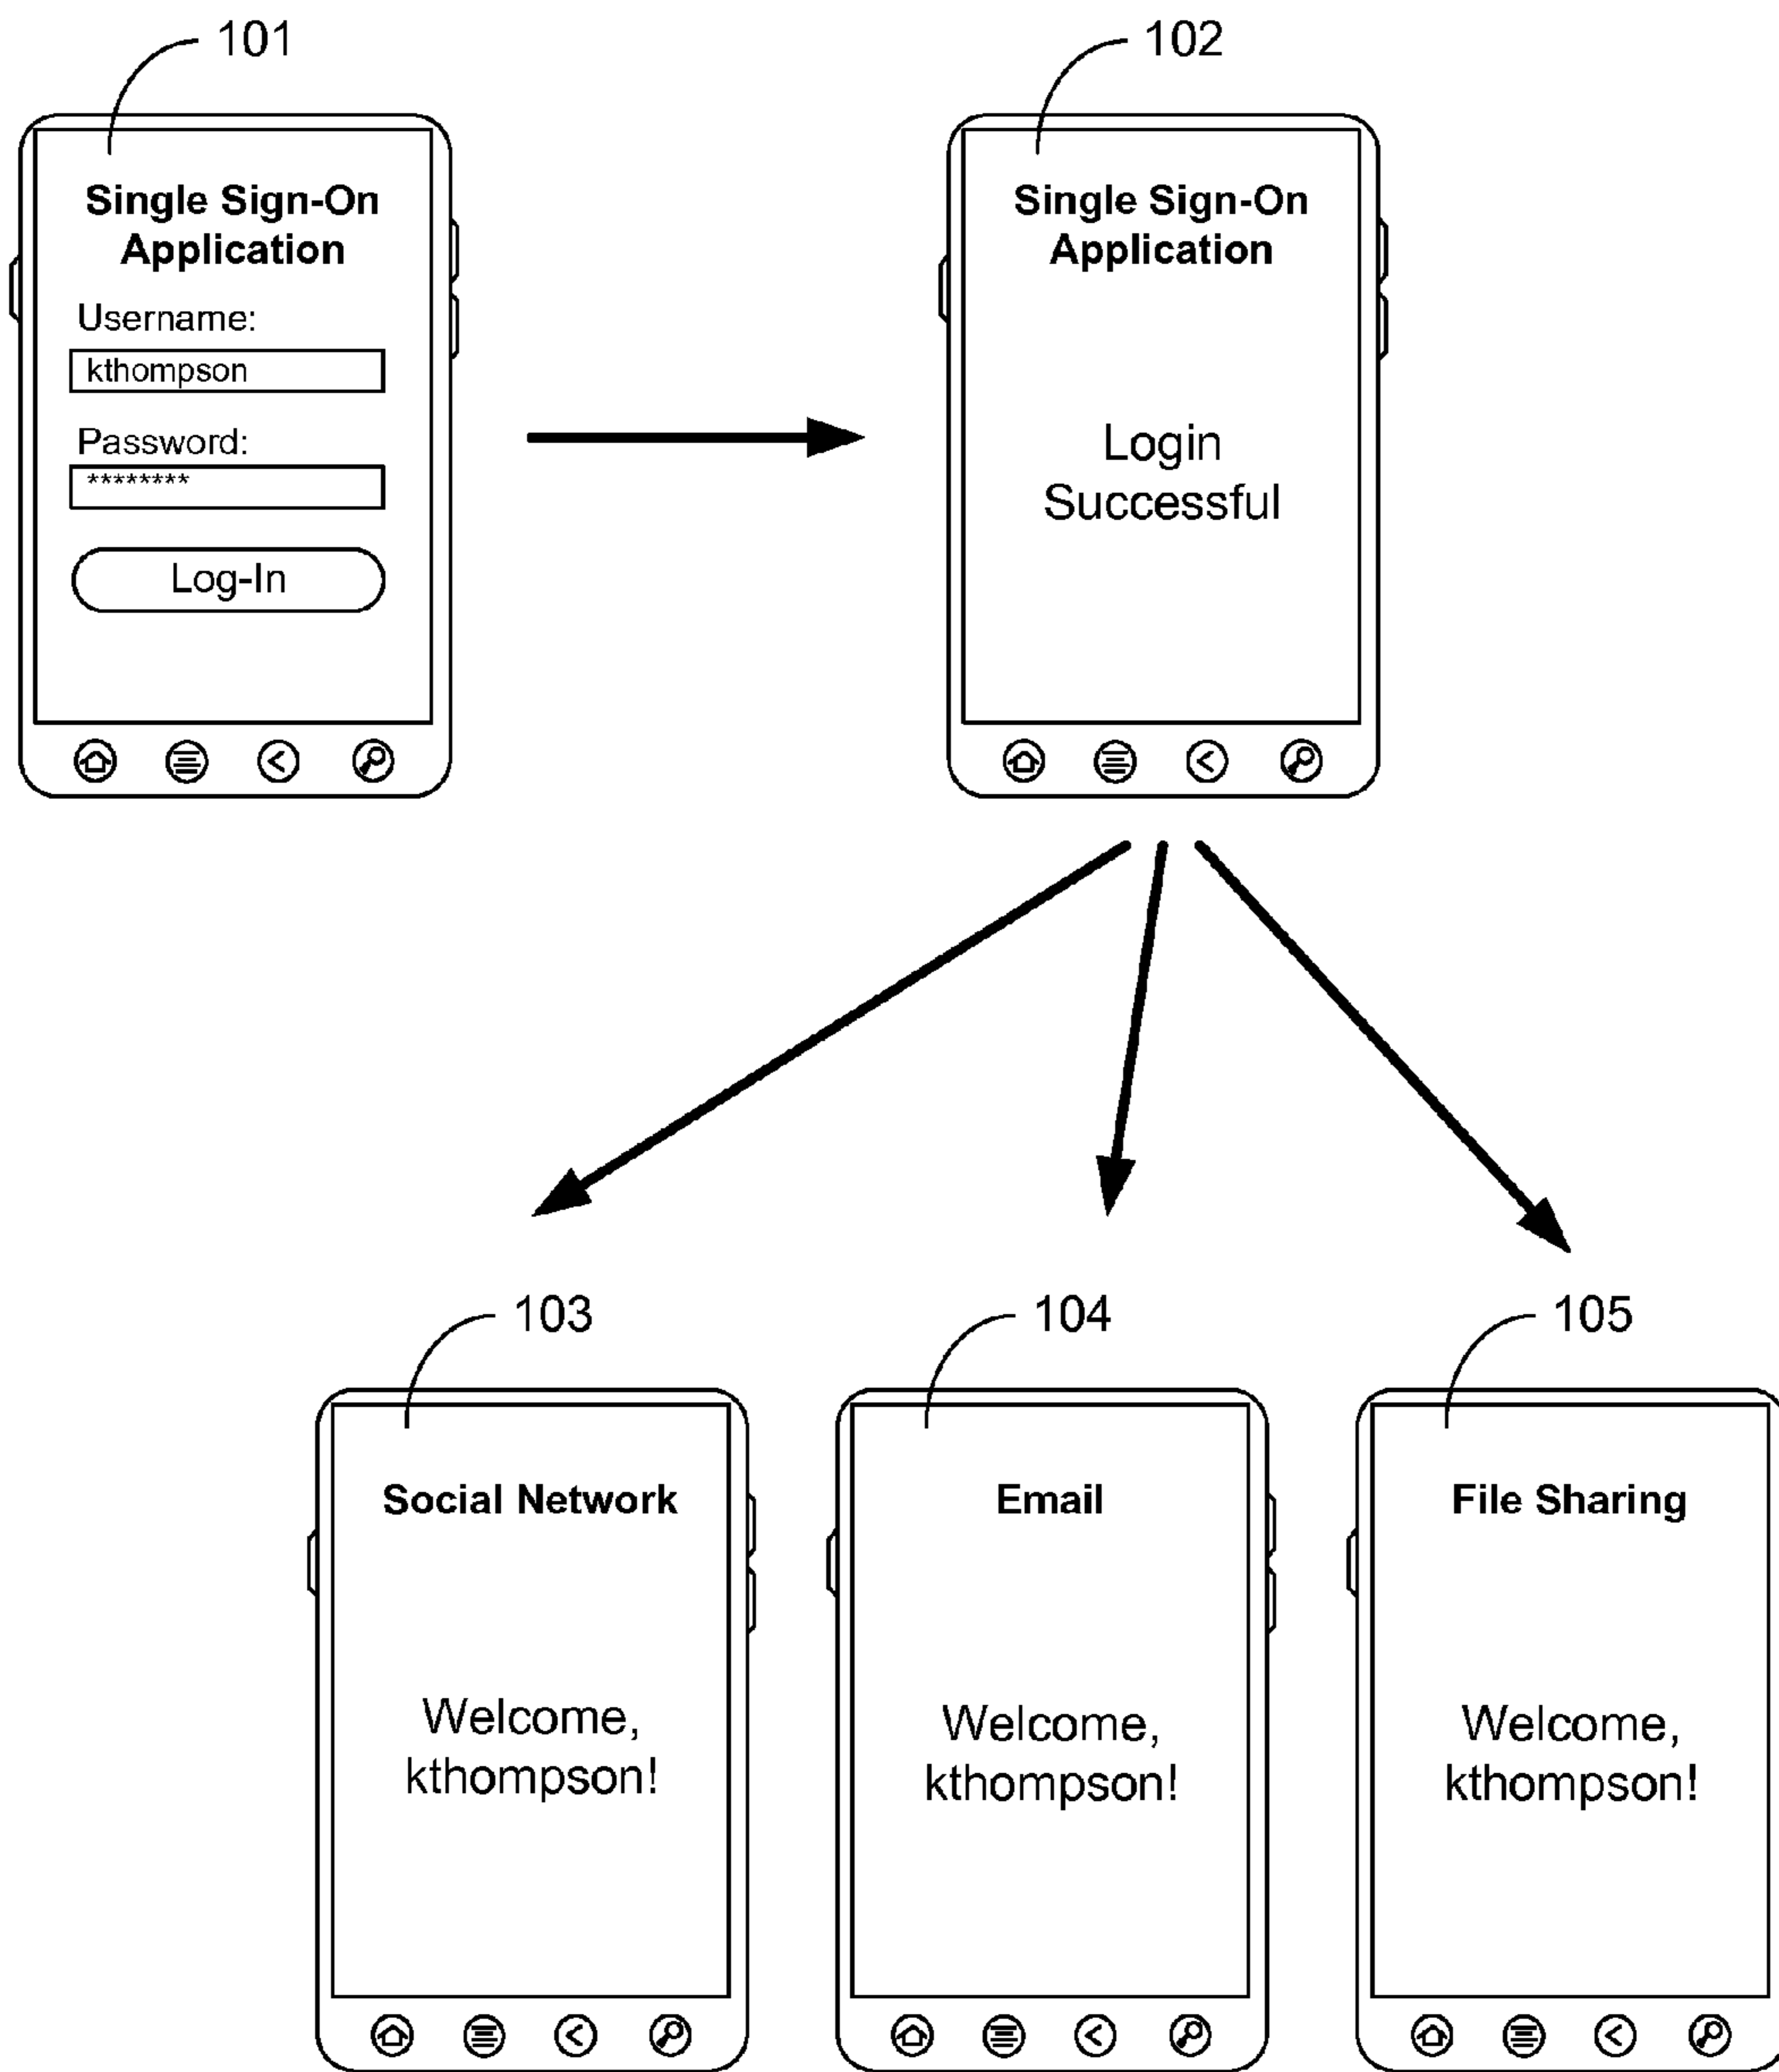 101
Single Sign-On
Application
Username:
kthompson
Password:
********
Log-In
102
Single Sign-On
Application
Login
Successful
103
Social Network
Welcome,
kthompson!
104
Email
Welcome,
kthompson!
105
File Sharing
Welcome,
kthompson!